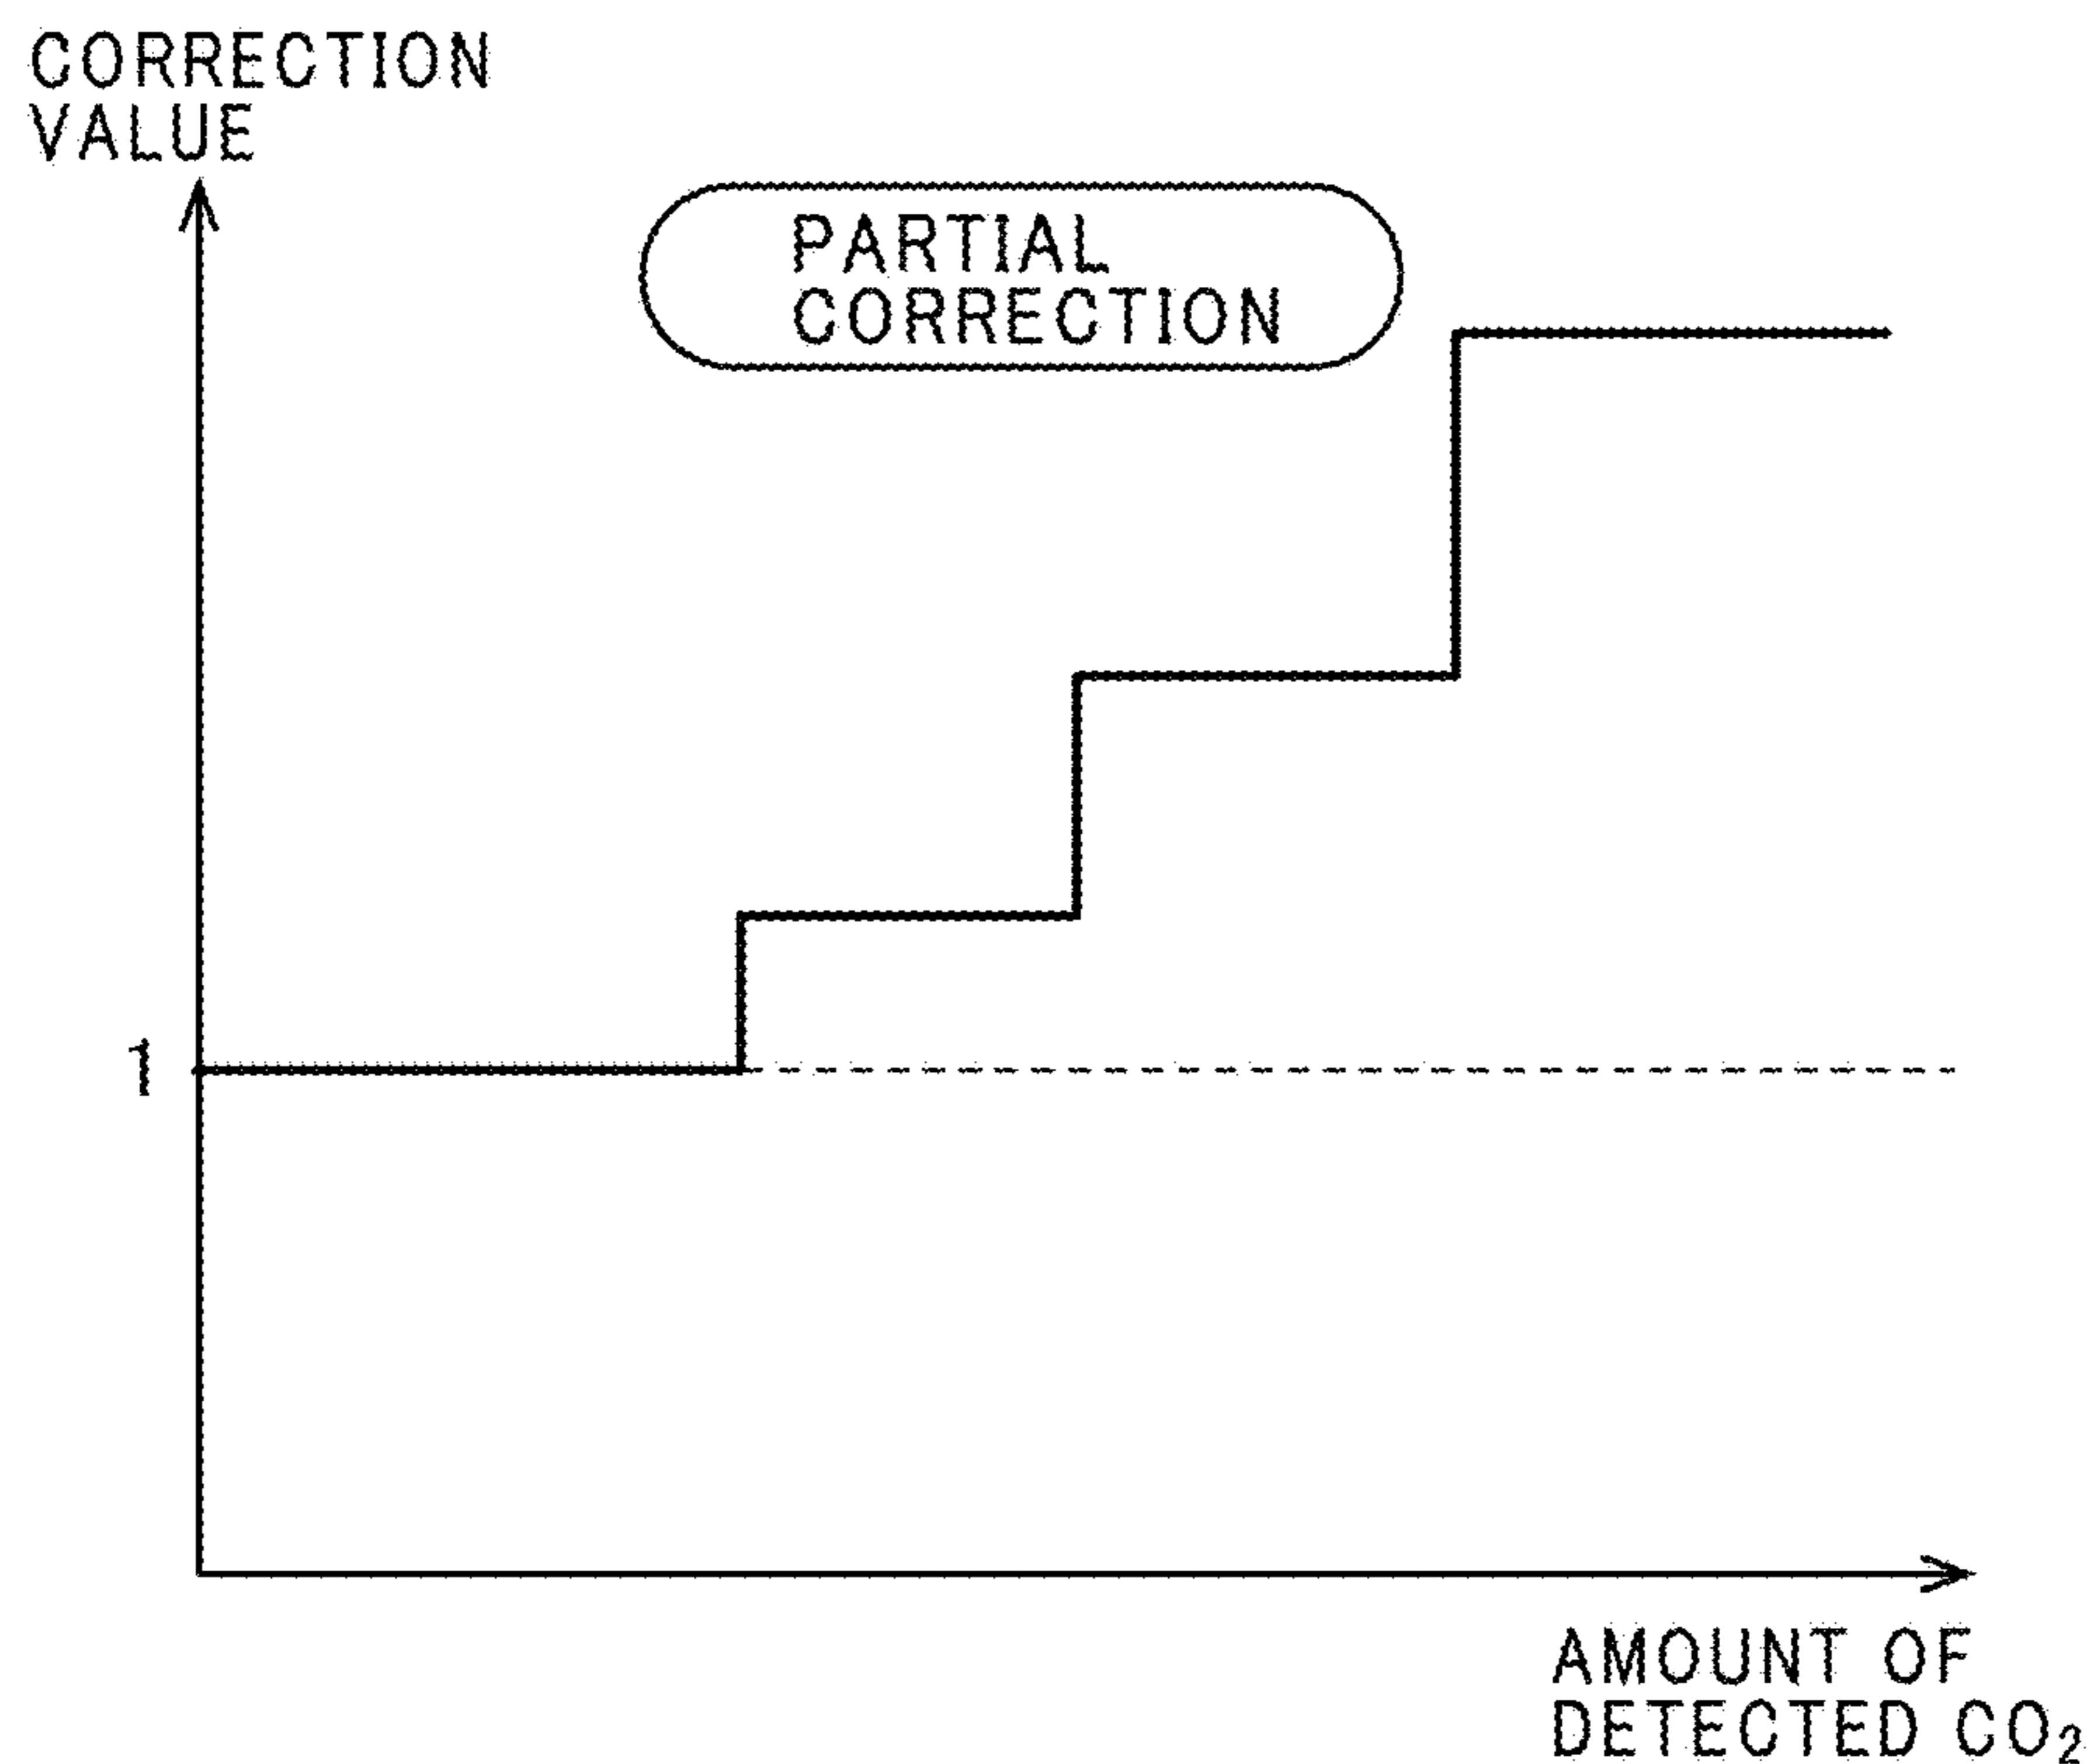 CORRECTION
VALUE
PARTIAL
CORRECTION
1
AMOUNT OF
DETECTED CO₂